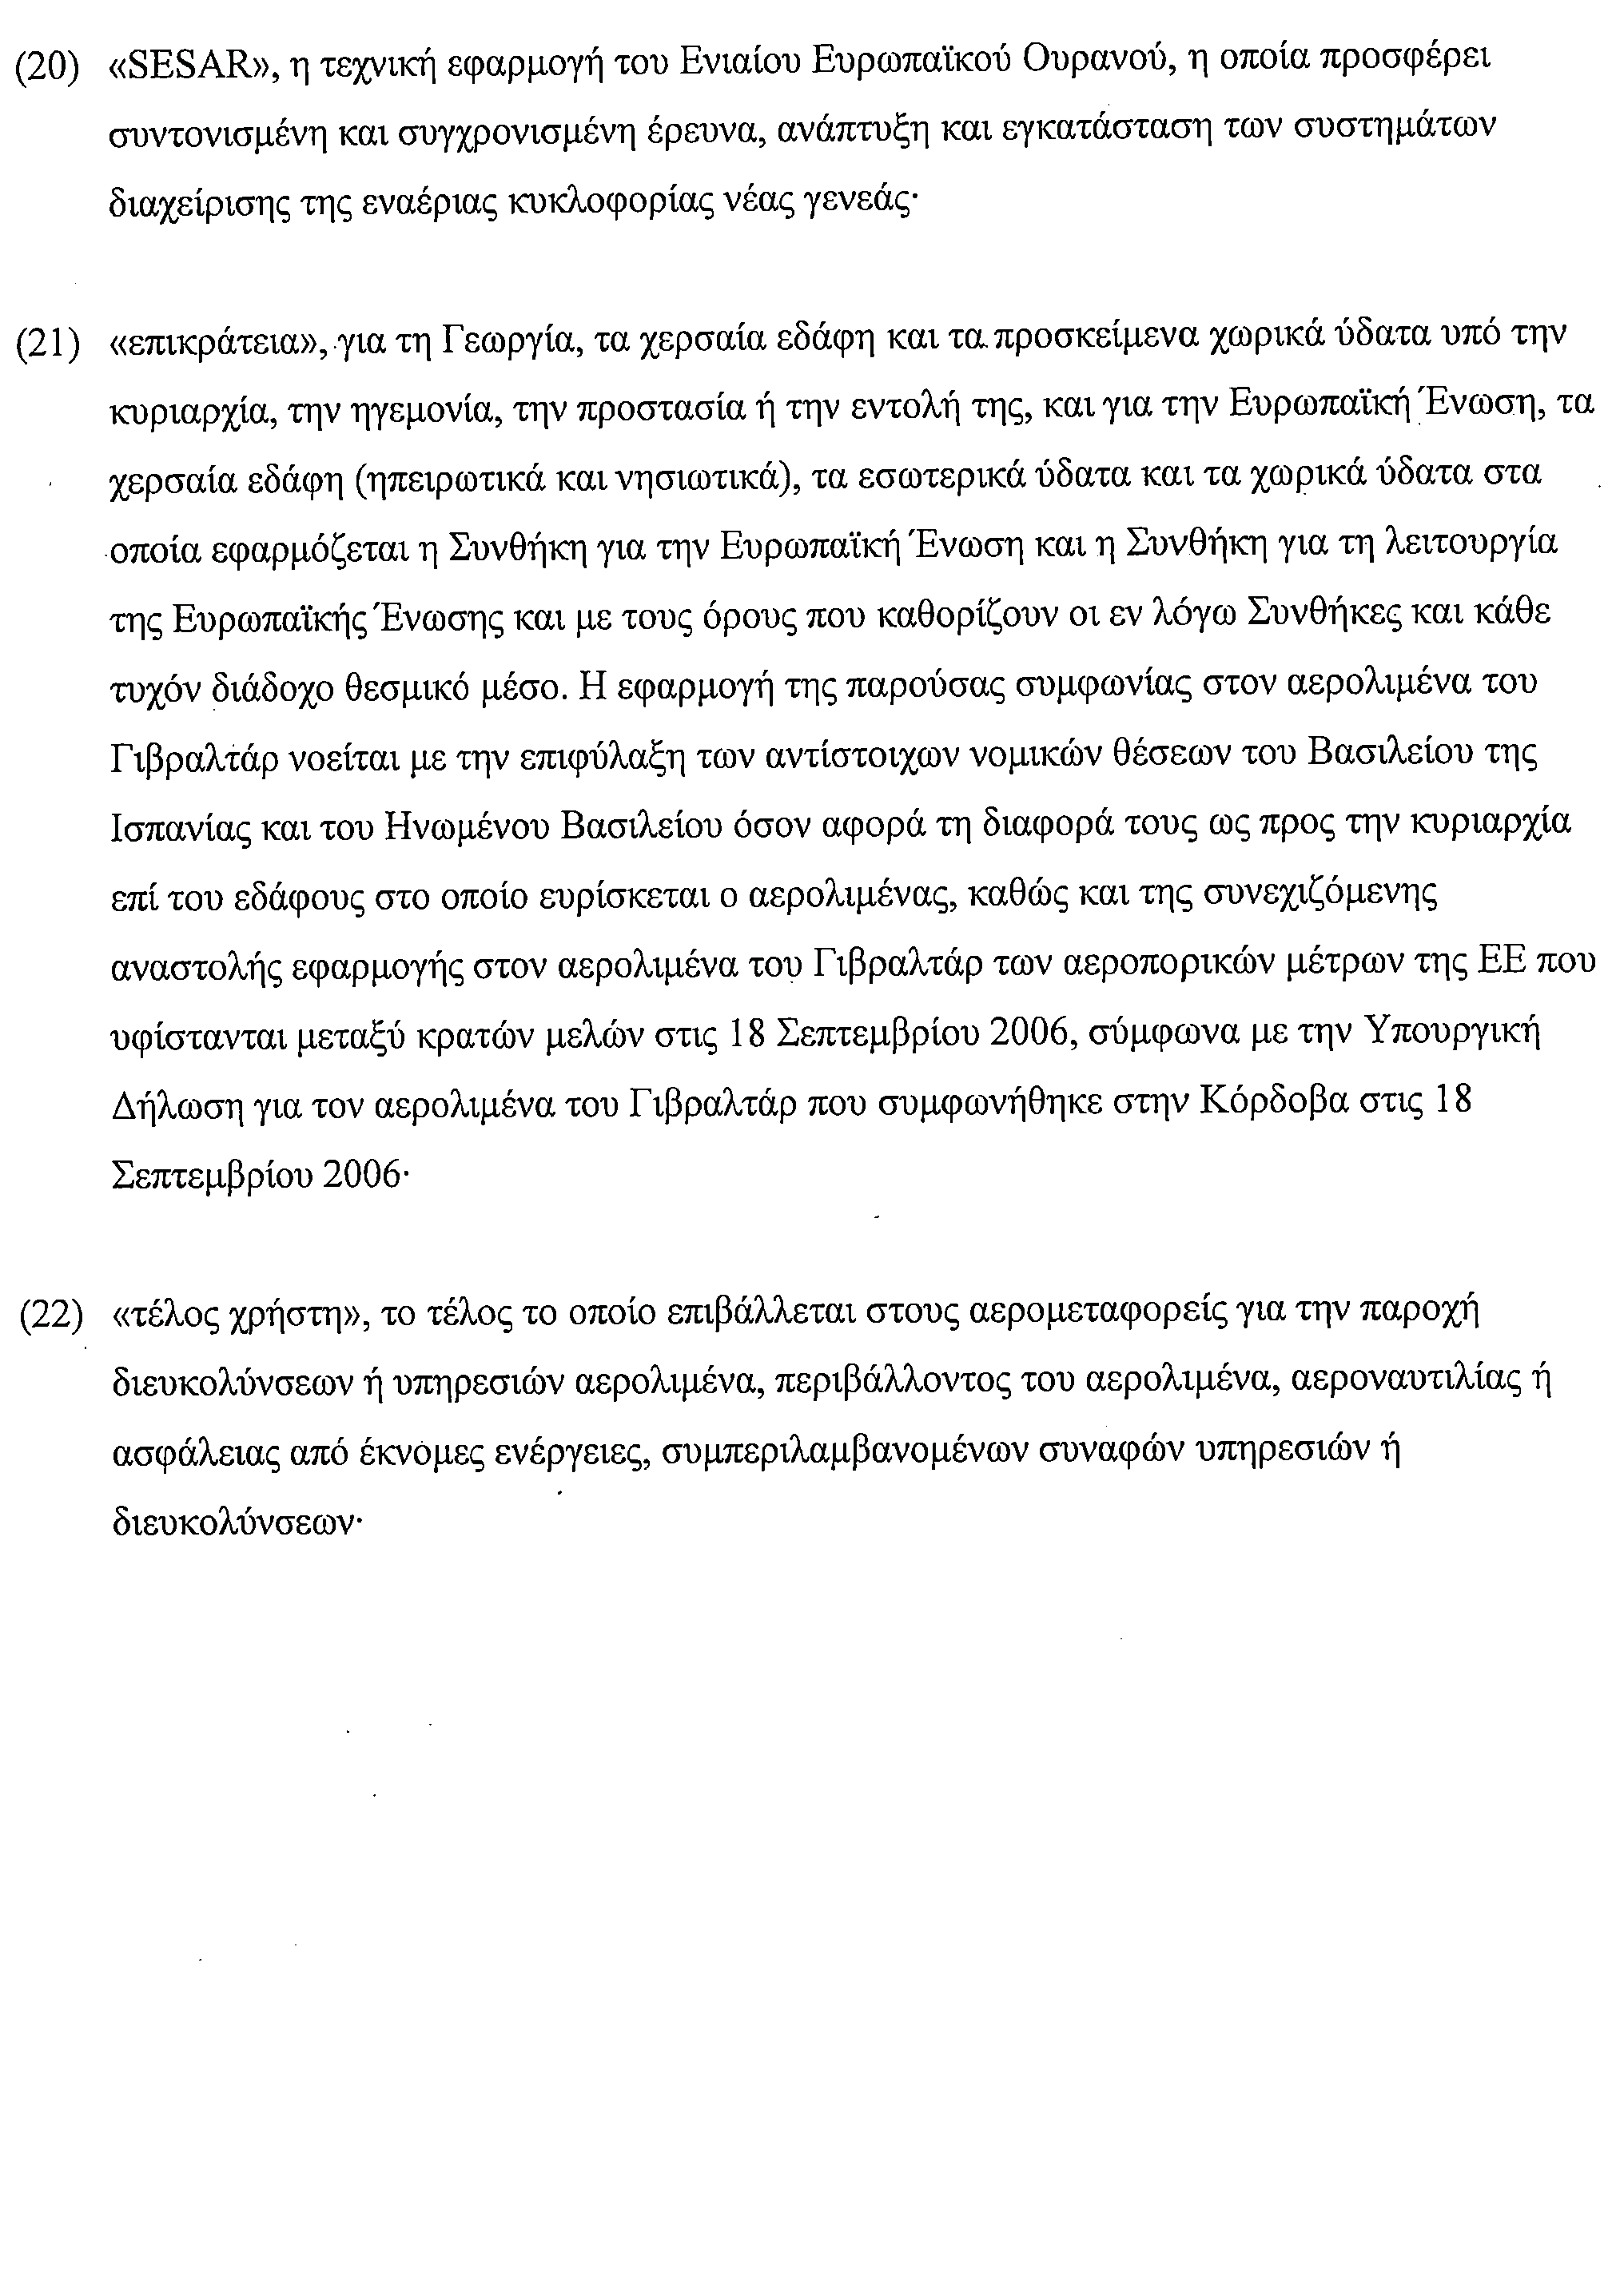 (20) «SESAR», η τεχνική εφαρμογή του Ενιαίου Ευρωπαϊκού Ουρανού, η οποία προσφέρει
συντονισμένη και συγχρονισμένη έρευνα, ανάπτυξη και εγκατάσταση των συστημάτων
διαχείρισης της εναέριας κυκλοφορίας νέας γενεάς·
(21) «επικράτεια», για τη Γεωργία, τα χερσαία εδάφη και τα προσκείμενα χωρικά ύδατα υπό την
κυριαρχία, την ηγεμονία, την προστασία ή την εντολή της, και για την Ευρωπαϊκή Ένωση, τα
χερσαία εδάφη (ηπειρωτικά και νησιωτικά), τα εσωτερικά ύδατα και τα χωρικά ύδατα στα
οποία εφαρμόζεται η Συνθήκη για την Ευρωπαϊκή Ένωση και η Συνθήκη για τη λειτουργία
της Ευρωπαϊκής Ένωσης και με τους όρους που καθορίζουν οι εν λόγω Συνθήκες και κάθε
τυχόν διάδοχο θεσμικό μέσο. Η εφαρμογή της παρούσας συμφωνίας στον αερολιμένα του
Γιβραλτάρ νοείται με την επιφύλαξη των αντίστοιχων νομικών θέσεων του Βασιλείου της
Ισπανίας και του Ηνωμένου Βασιλείου όσον αφορά τη διαφορά τους ως προς την κυριαρχία
επί του εδάφους στο οποίο ευρίσκεται ο αερολιμένας, καθώς και της συνεχιζόμενης
αναστολής εφαρμογής στον αερολιμένα του Γιβραλτάρ των αεροπορικών μέτρων της ΕΕ που
υφίστανται μεταξύ κρατών μελών στις 18 Σεπτεμβρίου 2006, σύμφωνα με την Υπουργική
Δήλωση για τον αερολιμένα του Γιβραλτάρ που συμφωνήθηκε στην Κόρδοβα στις 18
Σεπτεμβρίου 2006·
(22) «τέλος χρήστη», το τέλος το οποίο επιβάλλεται στους αερομεταφορείς για την παροχή
διευκολύνσεων ή υπηρεσιών αερολιμένα, περιβάλλοντος του αερολιμένα, αεροναυτιλίας ή
ασφάλειας από έκνομες ενέργειες, συμπεριλαμβανομένων συναφών υπηρεσιών ή
διευκολύνσεων·